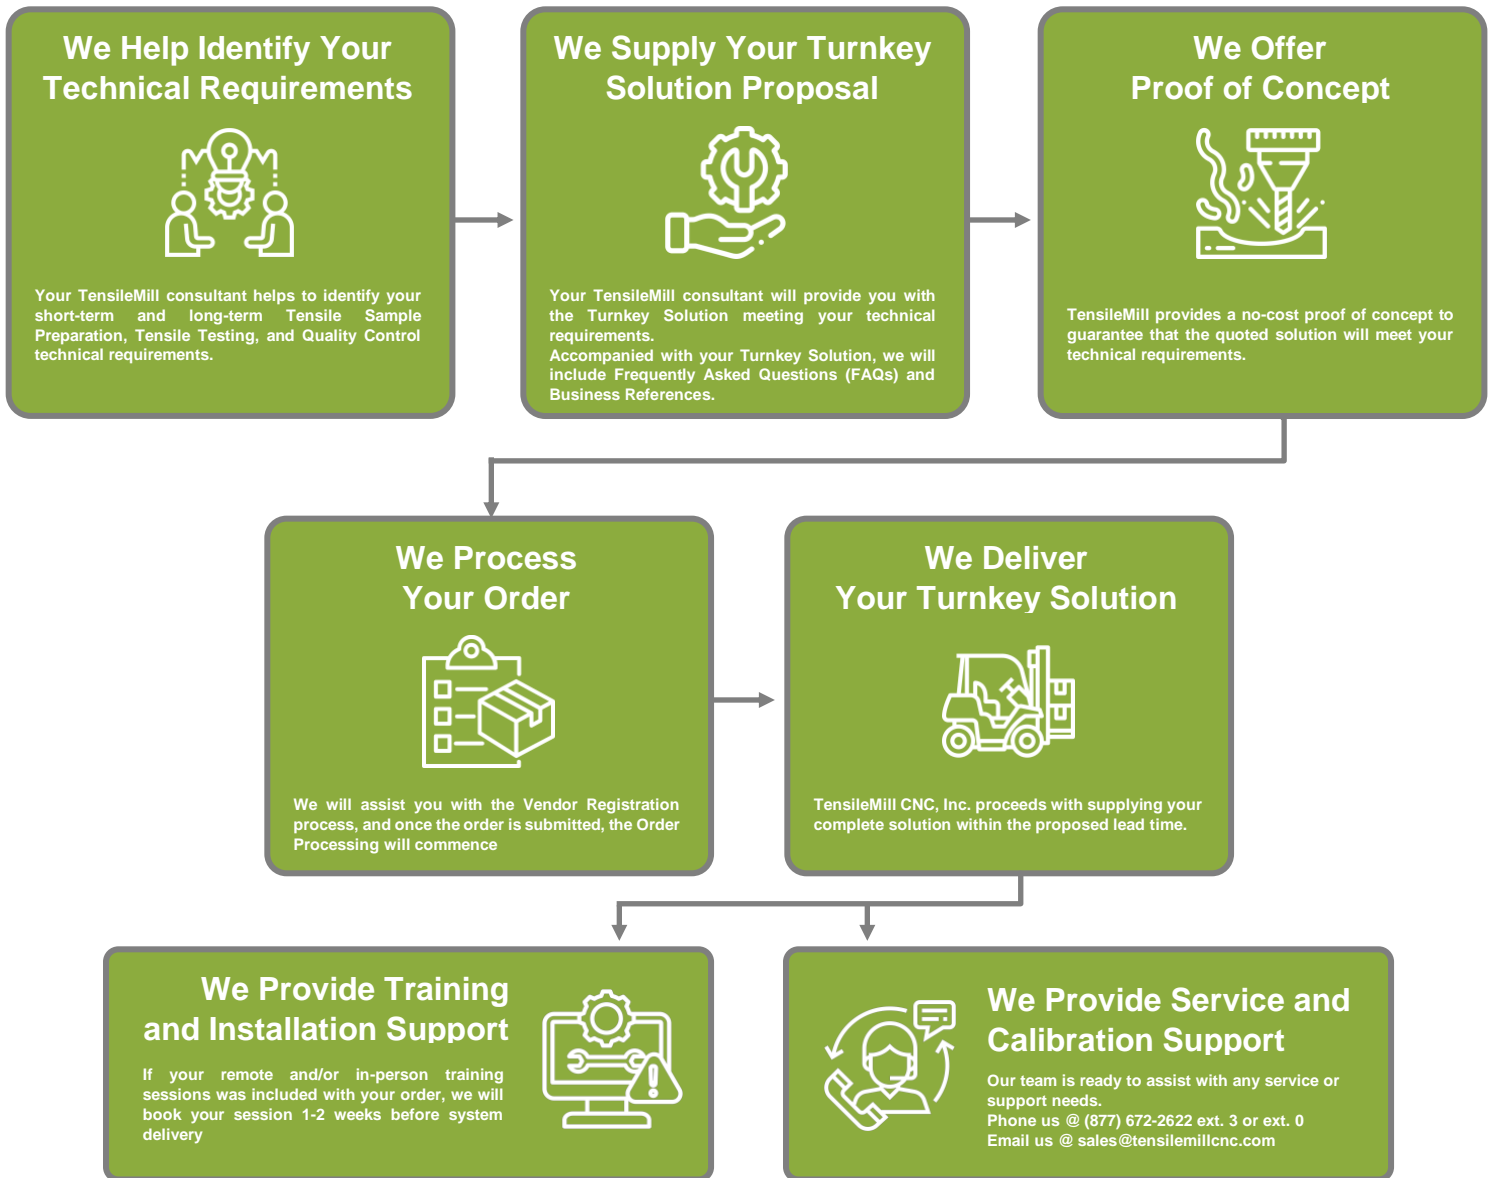 We Help Identify Your
Technical Requirements
Your TensileMill consultant helps to identify your
short-term and long-term Tensile Sample
Preparation, Tensile Testing, and Quality Control
technical requirements.
We Supply Your Turnkey
Solution Proposal
Your TensileMill consultant will provide you with
the Turnkey Solution meeting your technical
requirements.
Accompanied with your Turnkey Solution, we will
include Frequently Asked Questions (FAQs) and
Business References.
We Offer
Proof of Concept
TensileMill provides a no-cost proof of concept to
guarantee that the quoted solution will meet your
technical requirements.
We Process
Your Order
We will assist you with the Vendor Registration
process, and once the order is submitted, the Order
Processing will commence
We Deliver
Your Turnkey Solution
TensileMill CNC, Inc. proceeds with supplying your
complete solution within the proposed lead time.
We Provide Training
and Installation Support
If your remote and/or in-person training
sessions was included with your order, we will
book your session 1-2 weeks before system
delivery
We Provide Service and
Calibration Support
Our team is ready to assist with any service or
support needs.
Phone us @ (877) 672-2622 ext. 3 or ext. 0
Email us @ sales@tensilemillcnc.com